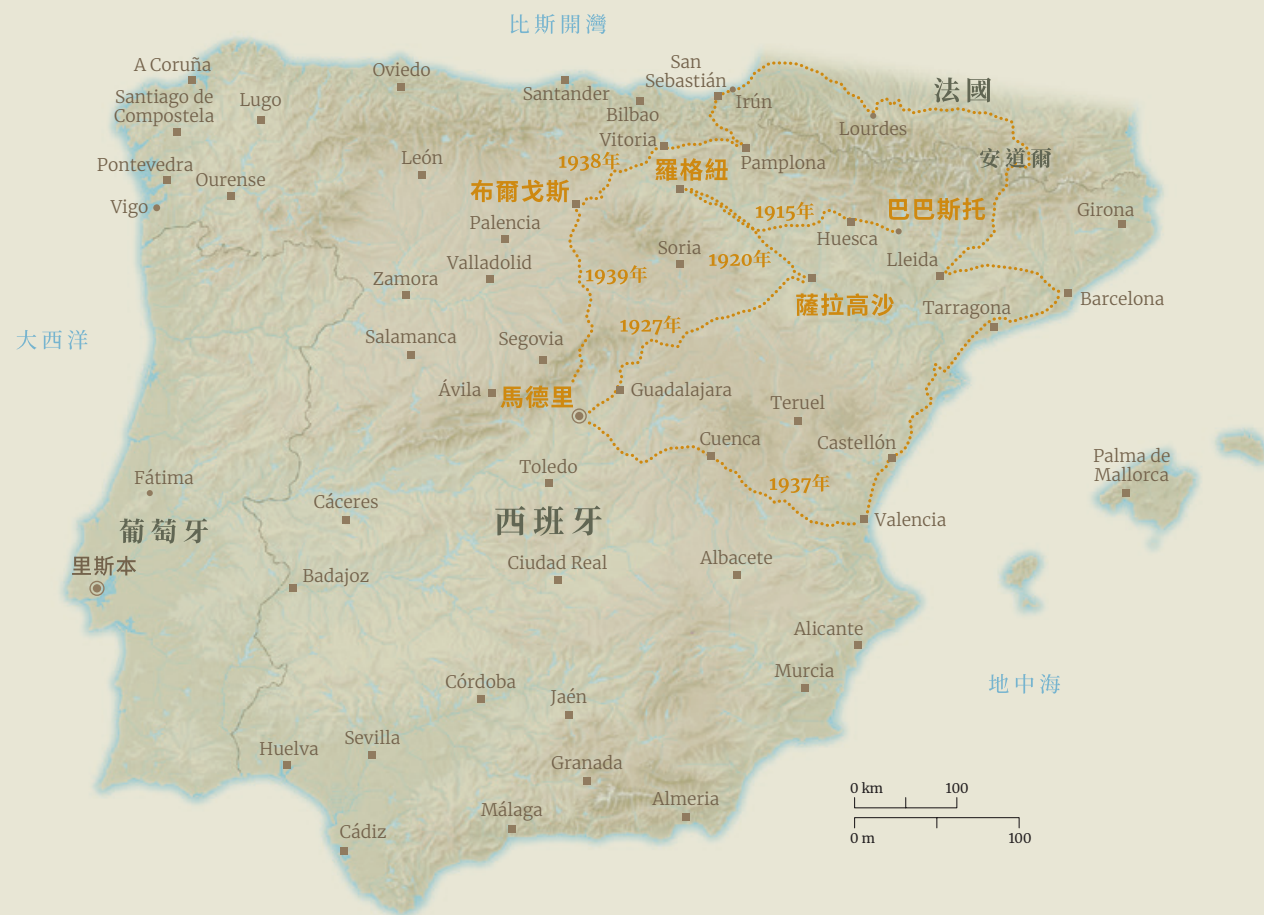 比斯開灣
A Coruña
Oviedo
San
Sebastián
法國
Santiago de
Compostela
Lugo
Santander
Bilbao
Irún
Lourdes
Vitoria
León
1938年
羅格紐
Pamplona
安道爾
Pontevedra
Ourense
布爾戈斯
Vigo
Palencia
1915年
巴巴斯托
Girona
Huesca
Soria
1920年
Lleida
Valladolid
Zamora
1939年
薩拉高沙
Tarragona
Barcelona
大西洋
Salamanca
Segovia
1927年
Ávila
馬德里
Guadalajara
Teruel
Cuenca
Castellón
Palma de
Mallorca
Toledo
Fátima
1937年
Cáceres
葡萄牙
西班牙
Valencia
里斯本
Badajoz
Ciudad Real
Albacete
Alicante
Murcia
地中海
Córdoba
Jaén
Huelva
Sevilla
Granada
Almeria
Málaga
Cádiz
0 km 100
0 m 100